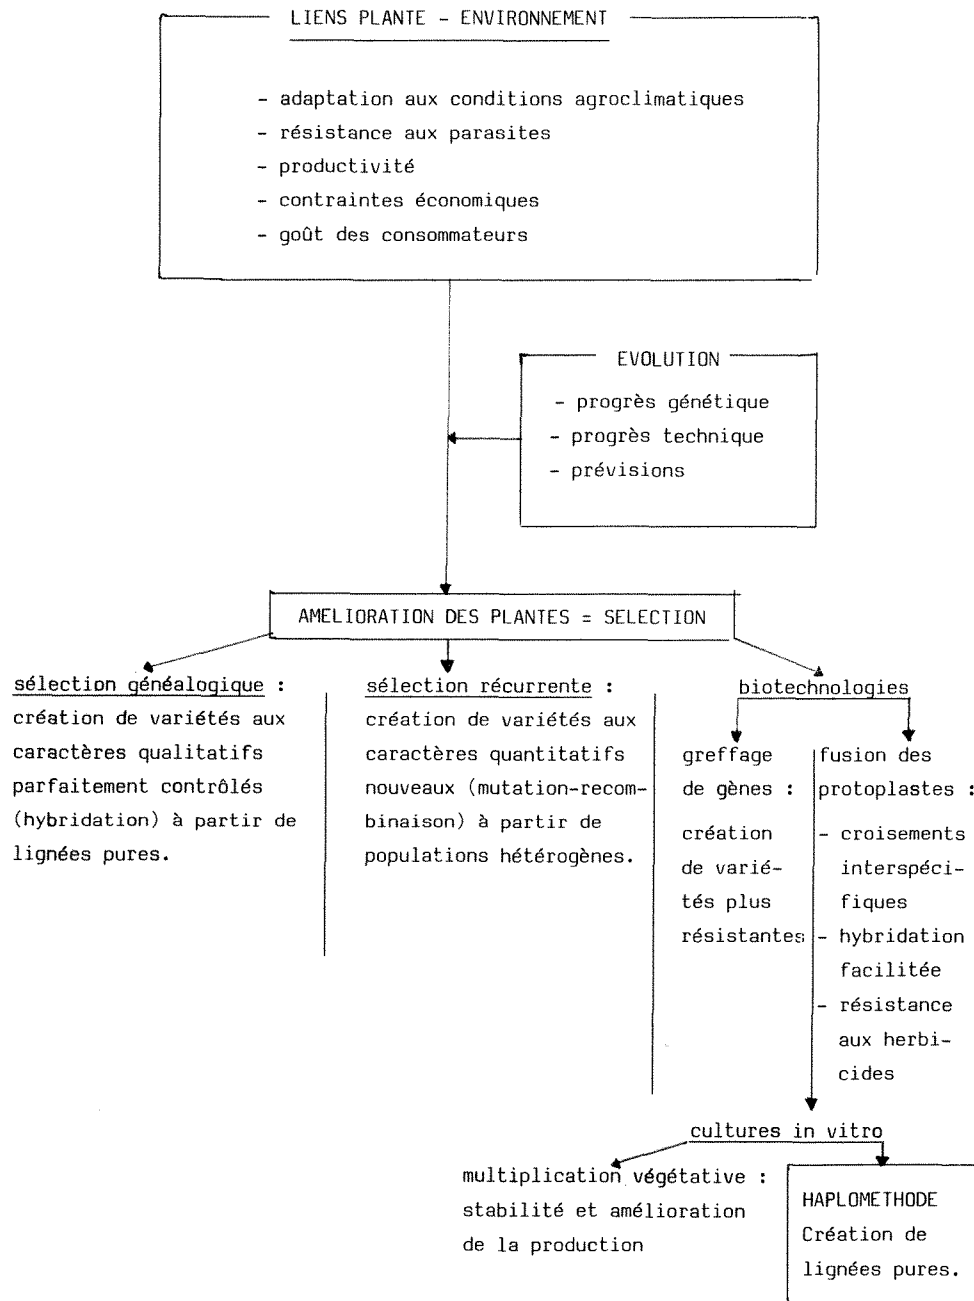 LIENS PLANTE - ENVIRONNEMENT
- adaptation aux conditions agroclimatiques
- résistance aux parasites
- productivité
- contraintes économiques
- goût des consommateurs
EVOLUTION
- progrès génétique
- progrès technique
- prévisions
AMELIORATION DES PLANTES = SELECTION
sélection généalogique :
création de variétés aux
caractères qualitatifs
parfaitement contrôlés
(hybridation) à partir de
lignées pures.
sélection récurrente :
création de variétés aux
caractères quantitatifs
nouveaux (mutation-recom-
binaison) à partir de
populations hétérogènes.
biotechnologies
greffage
de gènes :
création
de varié-
tés plus
résistantes
fusion des
protoplastes :
- croisements
interspéci-
fiques
- hybridation
facilitée
- résistance
aux herbi-
cides
cultures in vitro
multiplication végétative :
stabilité et amélioration
de la production
HAPLOMETHODE
Création de
lignées pures.